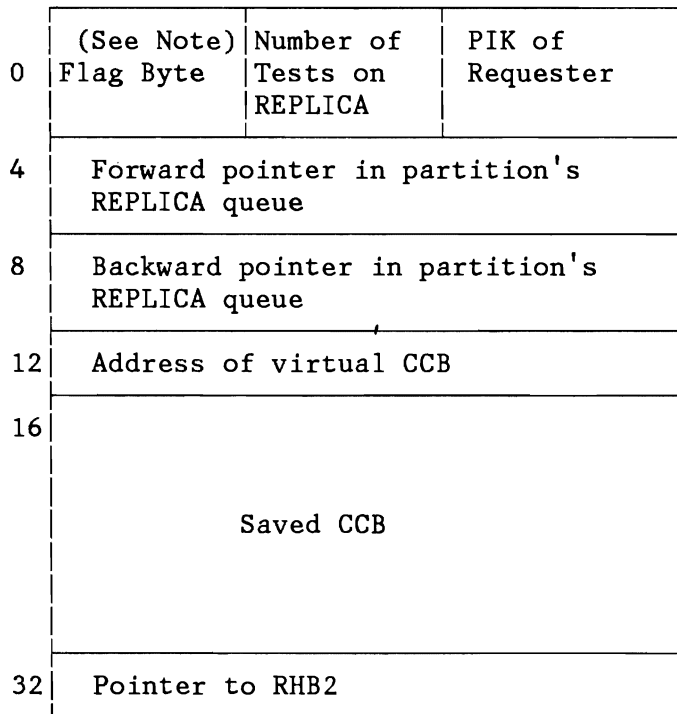 (See Note) Number of PIK of
0 Flag Byte Tests on Requester
REPLICA
4 Forward pointer in partition's
REPLICA queue
8 Backward pointer in partition's
REPLICA queue
12 Address of virtual CCB
16
Saved CCB
32 Pointer to RHB2